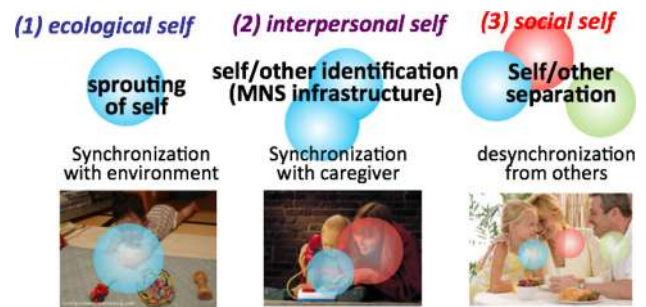 (1) ecological self
(2) interpersonal self
(3) social self
sprouting
of self
self/other identification
(MNS infrastructure)
Self/other
separation
Synchronization
with environment
Synchronization
with caregiver
desynchronization
from others